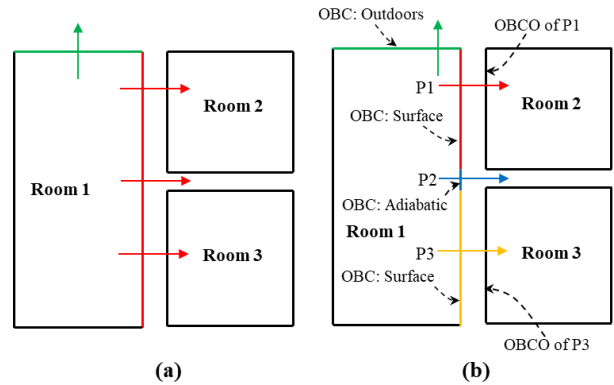 Room 1
Room 2
Room 3
(a)
OBC: Outdoors
OBCO of P1
P1
Room 2
OBC: Surface
P2
OBC: Adiabatic
Room 1
P3
Room 3
OBC: Surface
OBCO of P3
(b)